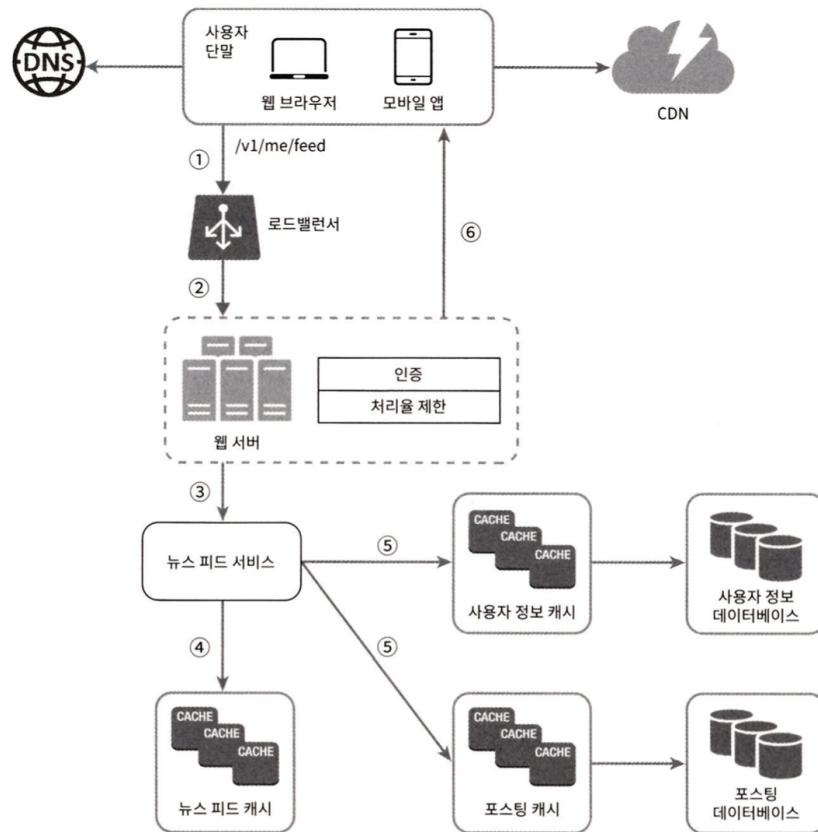 사용자
단말
DNS
웹 브라우저
모바일 앱
CDN
①
/v1/me/feed
로드밸런서
⑥
②
인증
처리율 제한
웹 서버
③
뉴스 피드 서비스
⑤
CACHE
CACHE
CACHE
사용자 정보 캐시
사용자 정보
데이터베이스
④
⑤
CACHE
CACHE
CACHE
뉴스 피드 캐시
CACHE
CACHE
CACHE
포스팅 캐시
포스팅
데이터베이스